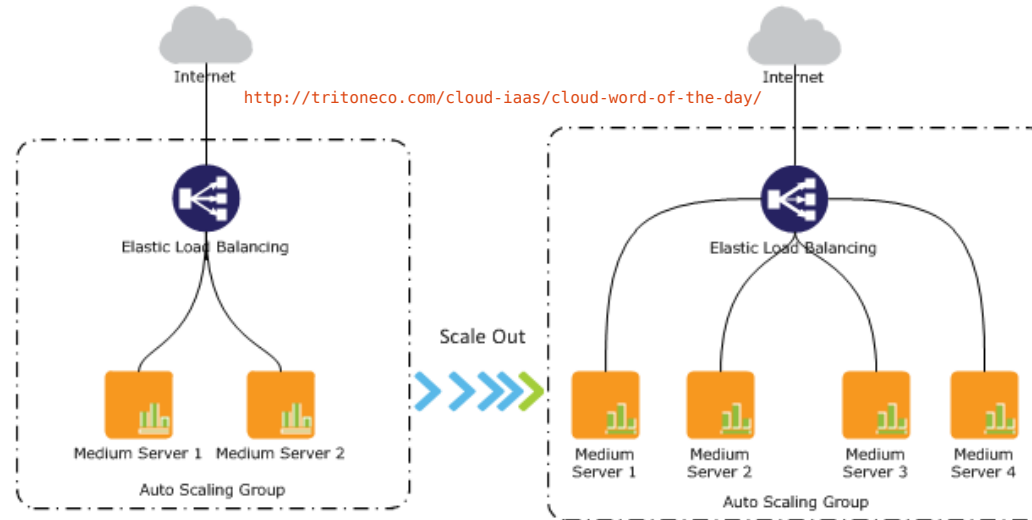 Internet
Internet
http://tritoneco.com/cloud-iaas/cloud-word-of-the-day/
Elastic Load Balancing
Elastic Load Balancing
Scale Out
Medium Server 1
Medium Server 2
Auto Scaling Group
Medium
Server 1
Medium
Server 2
Medium
Server 3
Medium
Server 4
Auto Scaling Group